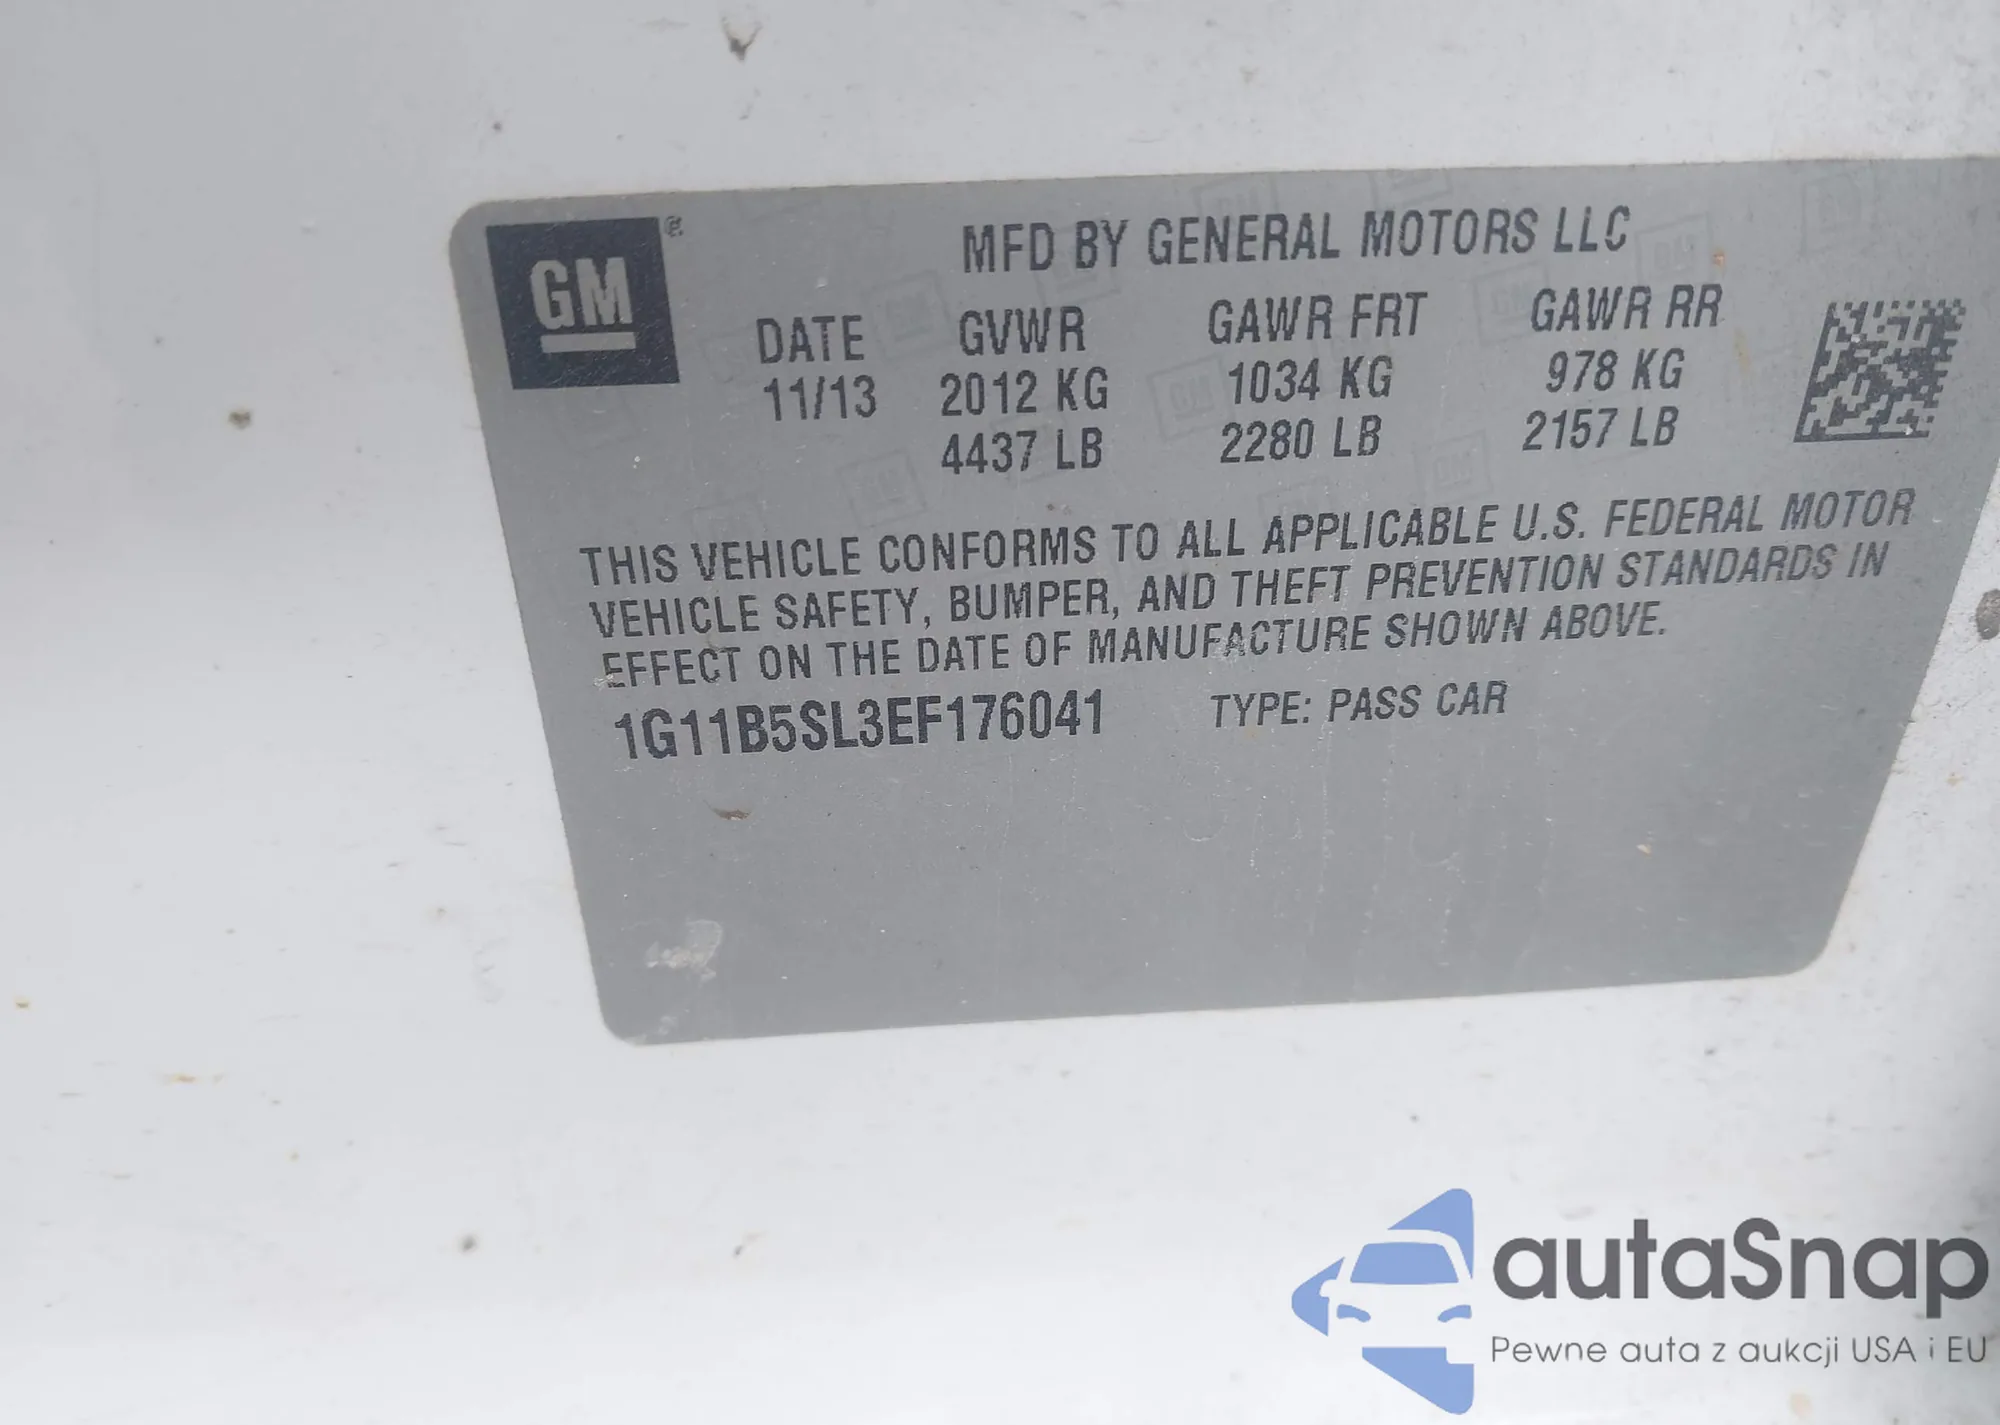 GM ®
MFD BY GENERAL MOTORS LLC
DATE GVWR GAWR FRT GAWR RR
11/13 2012 KG 1034 KG 978 KG
4437 LB 2280 LB 2157 LB
THIS VEHICLE CONFORMS TO ALL APPLICABLE U.S. FEDERAL MOTOR
VEHICLE SAFETY, BUMPER, AND THEFT PREVENTION STANDARDS IN
EFFECT ON THE DATE OF MANUFACTURE SHOWN ABOVE.
1G11B5SL3EF176041 TYPE: PASS CAR
autaSnap
Pewne auta z aukcji USA i EU